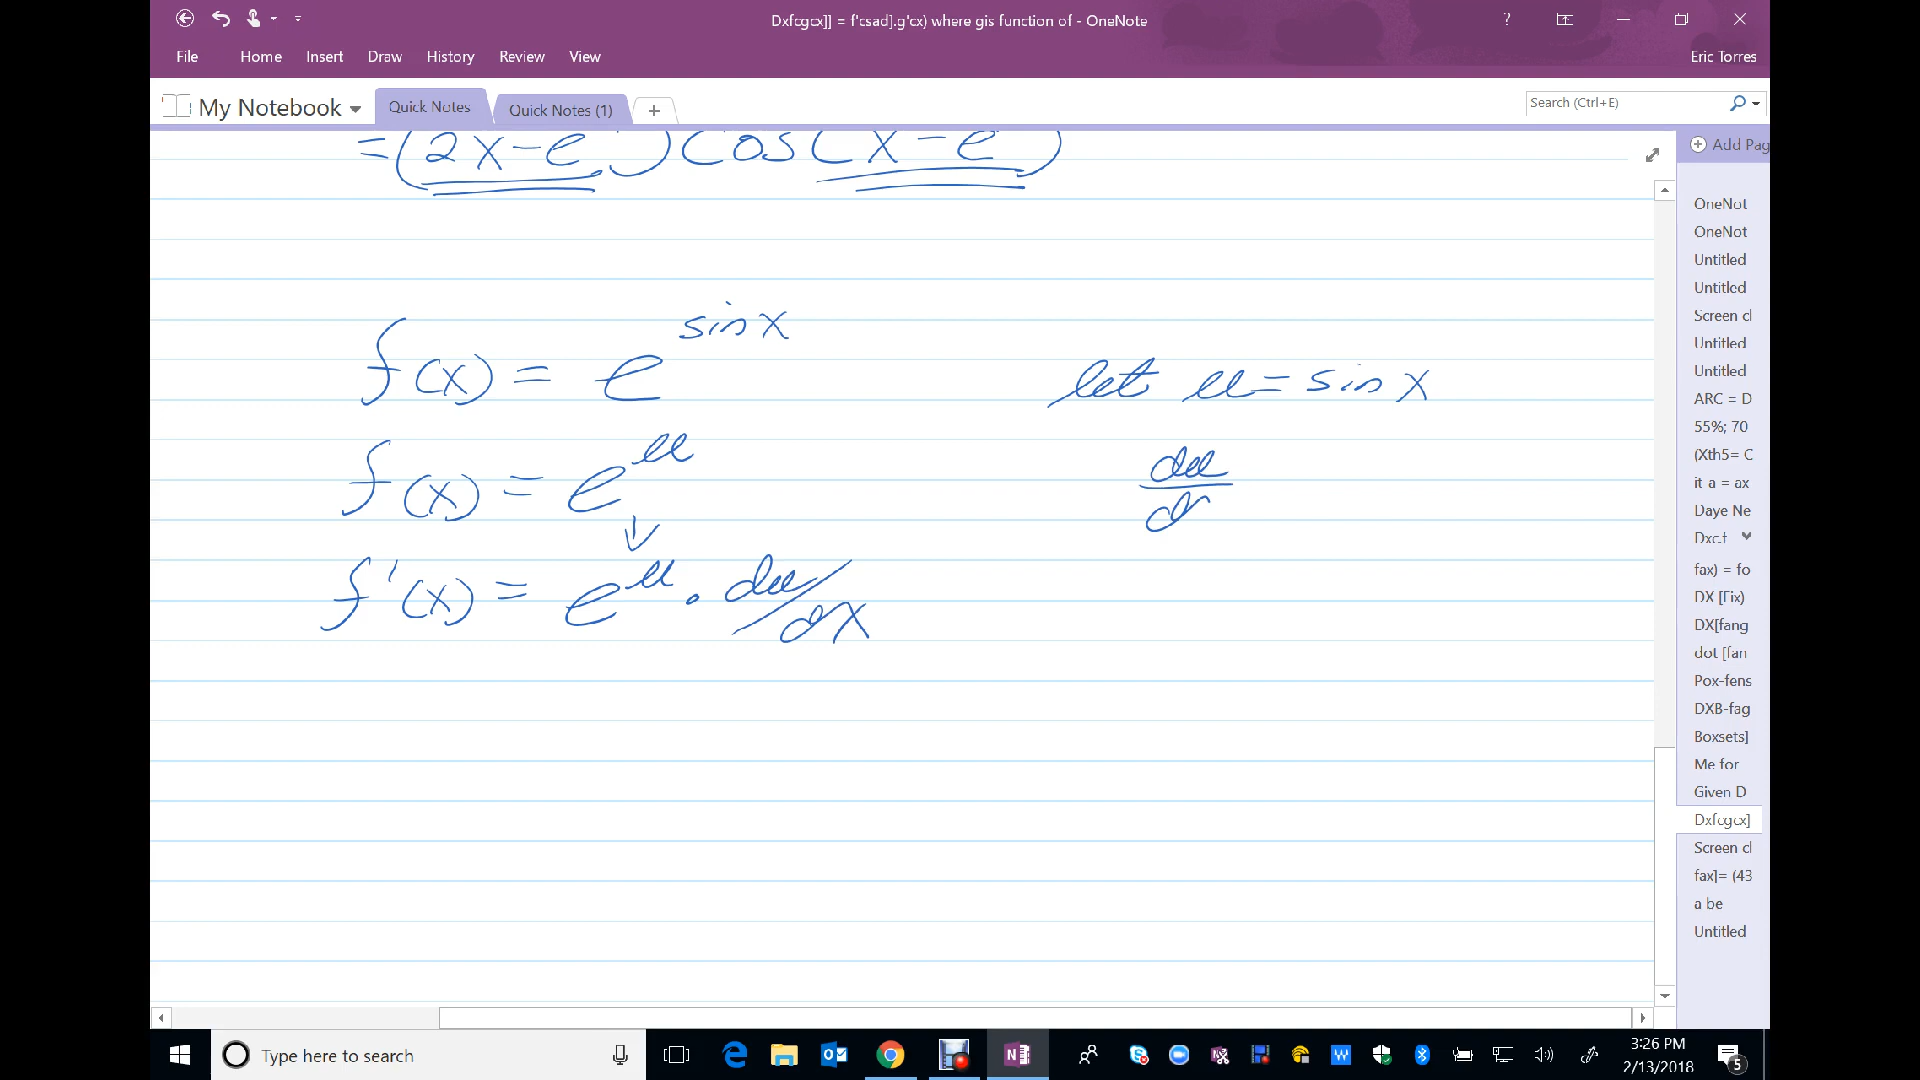 Dxfcgcx]] = f'csad].g'cx) where gis function of - OneNote
?
File Home Insert Draw History Review View
Eric Torres
My Notebook Quick Notes Quick Notes (1) +
Search (Ctrl+E)
Add Pag
= (2x-e ) cos(x-e )
f(x) = e^sin x
let u = sin x
f(x) = e^u
du
dx
f'(x) = e^u . du/dx
OneNot
OneNot
Untitled
Untitled
Screen cl
Untitled
Untitled
ARC = D
55%; 70
(Xth5= C
it a = ax
Daye Ne
Dxc.t
fax) = fo
DX [Fix)
DX[fang
dot [fan
Pox-fens
DXB-fag
Boxsets]
Me for
Given D
Dxfcgcx]
Screen cl
fax]= (43
a be
Untitled
Type here to search
3:26 PM
2/13/2018
5